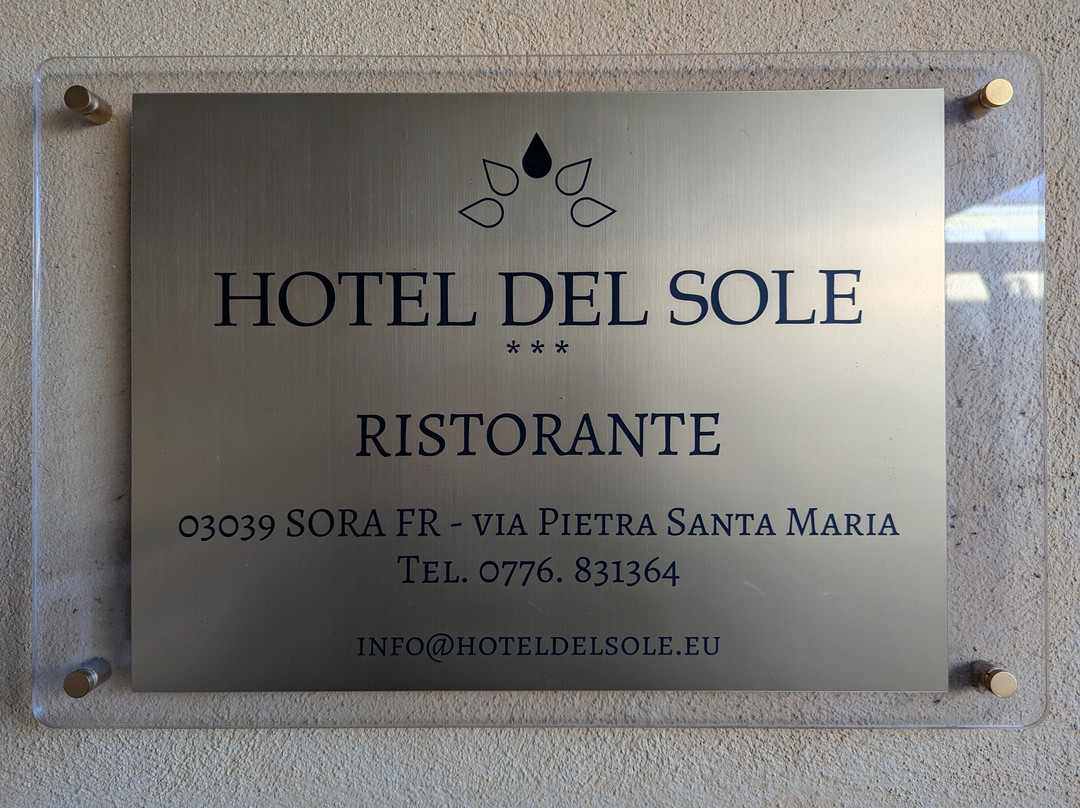 HOTEL DEL SOLE
***
RISTORANTE
03039 SORA FR - VIA PIETRA SANTA MARIA
TEL. 0776. 831364
INFO@HOTELDELSOLE.EU